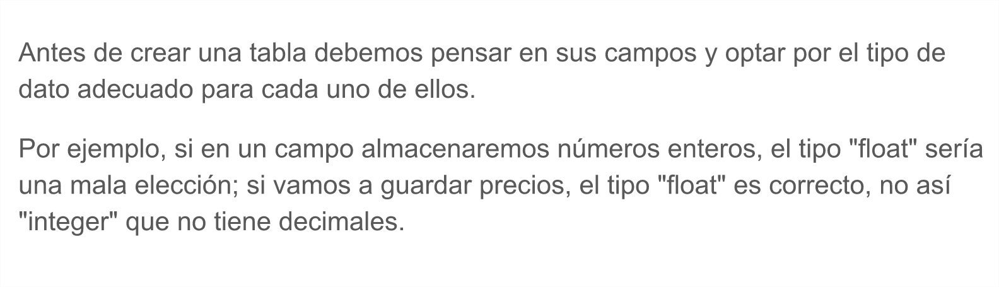 Antes de crear una tabla debemos pensar en sus campos y optar por el tipo de
dato adecuado para cada uno de ellos.
Por ejemplo, si en un campo almacenaremos números enteros, el tipo "float" sería
una mala elección; si vamos a guardar precios, el tipo "float" es correcto, no así
"integer" que no tiene decimales.